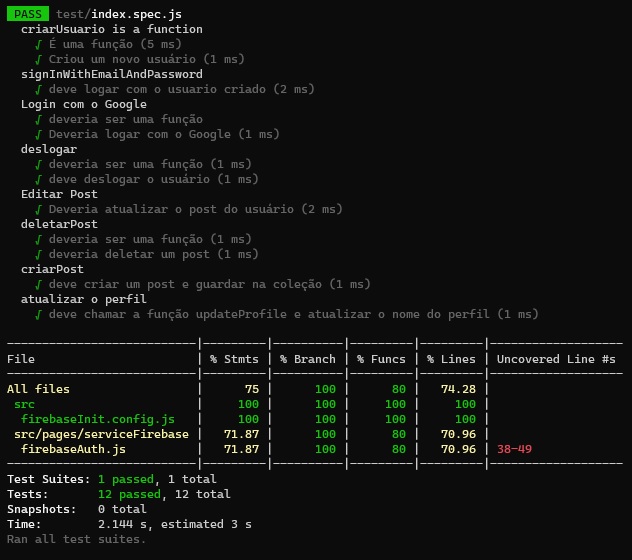 PASS test/index.spec.js
criarUsuario is a function
√ É uma função (5 ms)
√ Criou um novo usuário (1 ms)
signInWithEmailAndPassword
√ deve logar com o usuario criado (2 ms)
Login com o Google
√ deveria ser uma função
√ Deveria logar com o Google (1 ms)
deslogar
√ deveria ser uma função (1 ms)
√ deve deslogar o usuário (1 ms)
Editar Post
√ Deveria atualizar o post do usuário (2 ms)
deletarPost
√ deveria ser uma função (1 ms)
√ deveria deletar um post (1 ms)
criarPost
√ deve criar um post e guardar na coleção (1 ms)
atualizar o perfil
√ deve chamar a função updateProfile e atualizar o nome do perfil (1 ms)
---------------------------|---------|----------|---------|---------|-------------------
File | % Stmts | % Branch | % Funcs | % Lines | Uncovered Line #s
---------------------------|---------|----------|---------|---------|-------------------
All files | 75 | 100 | 80 | 74.28 |
src | 100 | 100 | 100 | 100 |
firebaseInit.config.js | 100 | 100 | 100 | 100 |
src/pages/serviceFirebase | 71.87 | 100 | 80 | 70.96 |
firebaseAuth.js | 71.87 | 100 | 80 | 70.96 | 38-49
---------------------------|---------|----------|---------|---------|-------------------
Test Suites: 1 passed, 1 total
Tests: 12 passed, 12 total
Snapshots: 0 total
Time: 2.144 s, estimated 3 s
Ran all test suites.